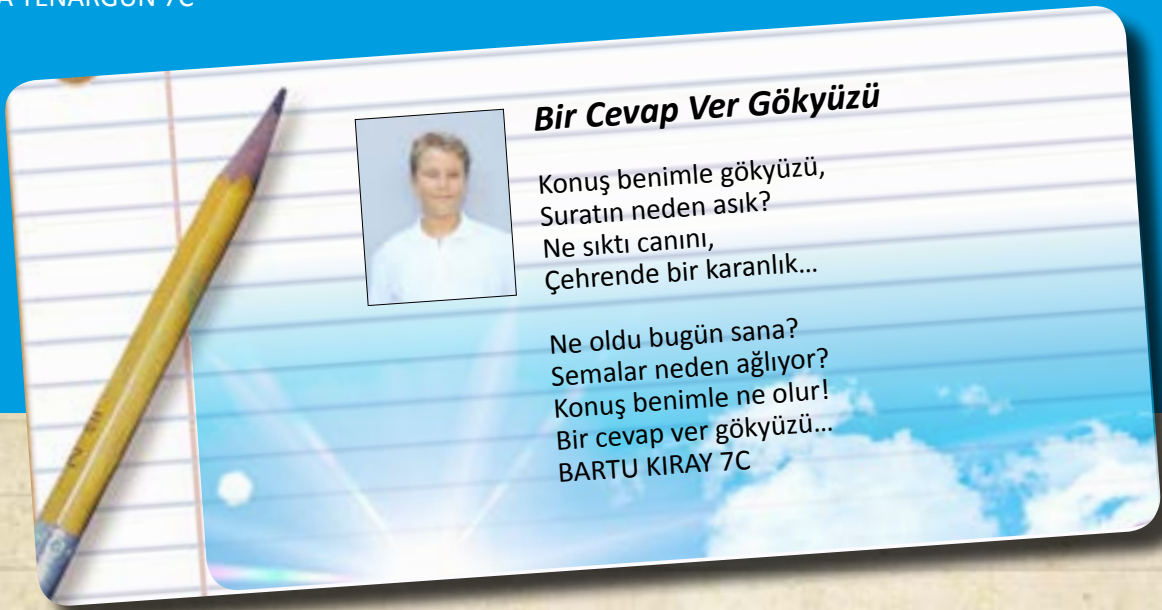 YENARGÜN 7C
Bir Cevap Ver Gökyüzü
Konuş benimle gökyüzü,
Suratın neden asık?
Ne sıktı canını,
Çehrende bir karanlık...
Ne oldu bugün sana?
Semalar neden ağlıyor?
Konuş benimle ne olur!
Bir cevap ver gökyüzü...
BARTU KIRAY 7C